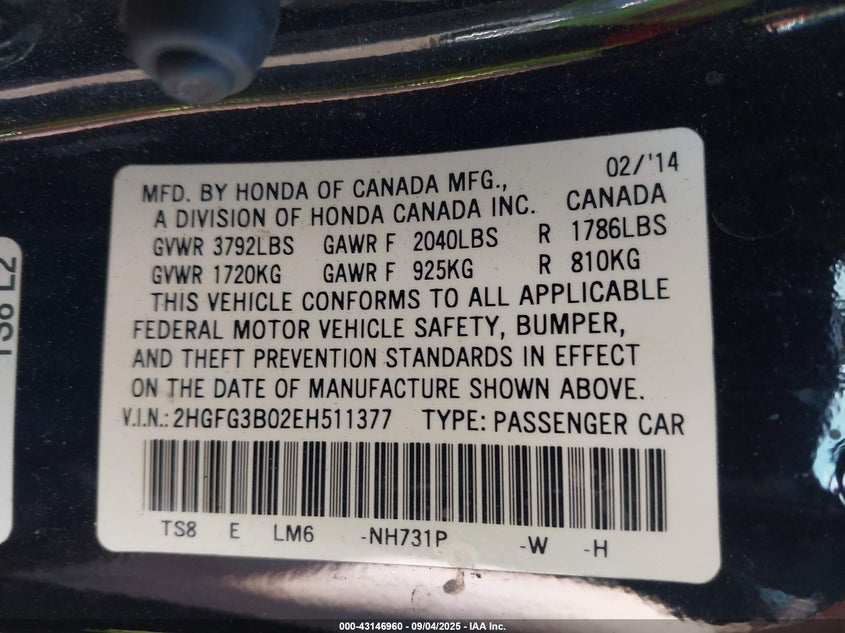 02/'14
MFD. BY HONDA OF CANADA MFG.,
A DIVISION OF HONDA CANADA INC. CANADA
GVWR 3792LBS GAWR F 2040LBS R 1786LBS
GVWR 1720KG GAWR F 925KG R 810KG
THIS VEHICLE CONFORMS TO ALL APPLICABLE
FEDERAL MOTOR VEHICLE SAFETY, BUMPER,
AND THEFT PREVENTION STANDARDS IN EFFECT
ON THE DATE OF MANUFACTURE SHOWN ABOVE.
V.I.N.: 2HGFG3B02EH511377 TYPE: PASSENGER CAR
TS8 E LM6 -NH731P -W -H
TS8 L2
000-43146960 - 09/04/2025 - IAA Inc.